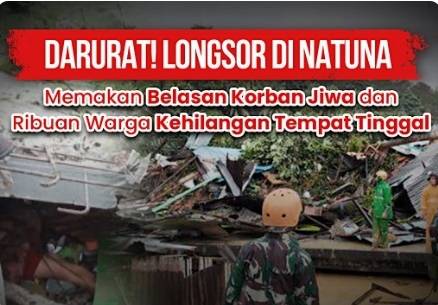 DARURAT! LONGSOR DI NATUNA
Memakan Belasan Korban Jiwa dan
Ribuan Warga Kehilangan Tempat Tinggal